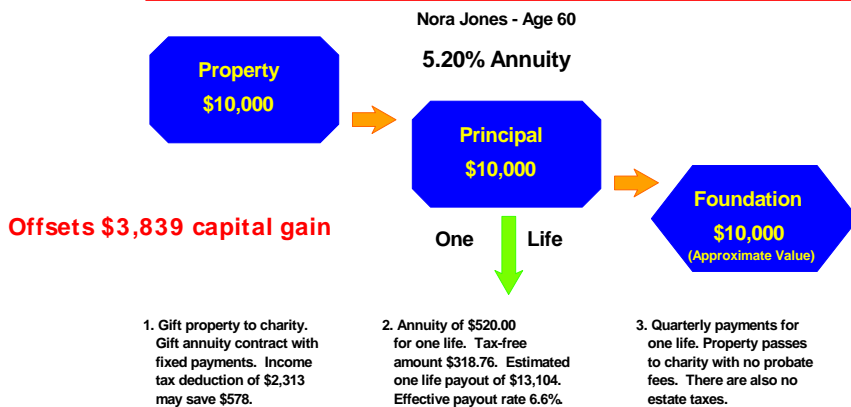 Nora Jones - Age 60
5.20% Annuity
Property
$10,000
Principal
$10,000
Foundation
$10,000
(Approximate Value)
Offsets $3,839 capital gain
One Life
1. Gift property to charity.
Gift annuity contract with
fixed payments. Income
tax deduction of $2,313
may save $578.
2. Annuity of $520.00
for one life. Tax-free
amount $318.76. Estimated
one life payout of $13,104.
Effective payout rate 6.6%.
3. Quarterly payments for
one life. Property passes
to charity with no probate
fees. There are also no
estate taxes.